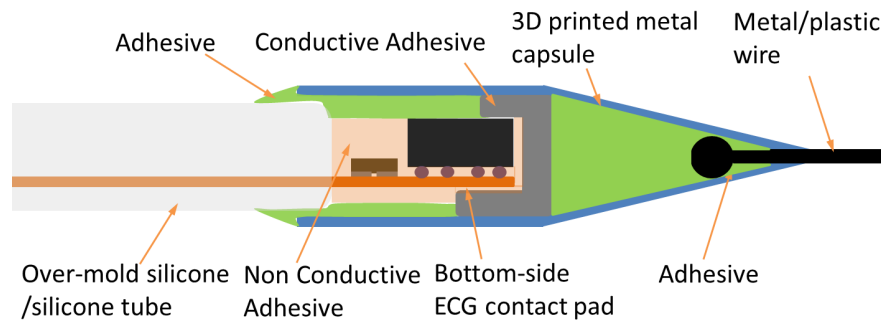 Adhesive
Conductive Adhesive
3D printed metal
capsule
Metal/plastic
wire
Over-mold silicone
/silicone tube
Non Conductive
Adhesive
Bottom-side
ECG contact pad
Adhesive